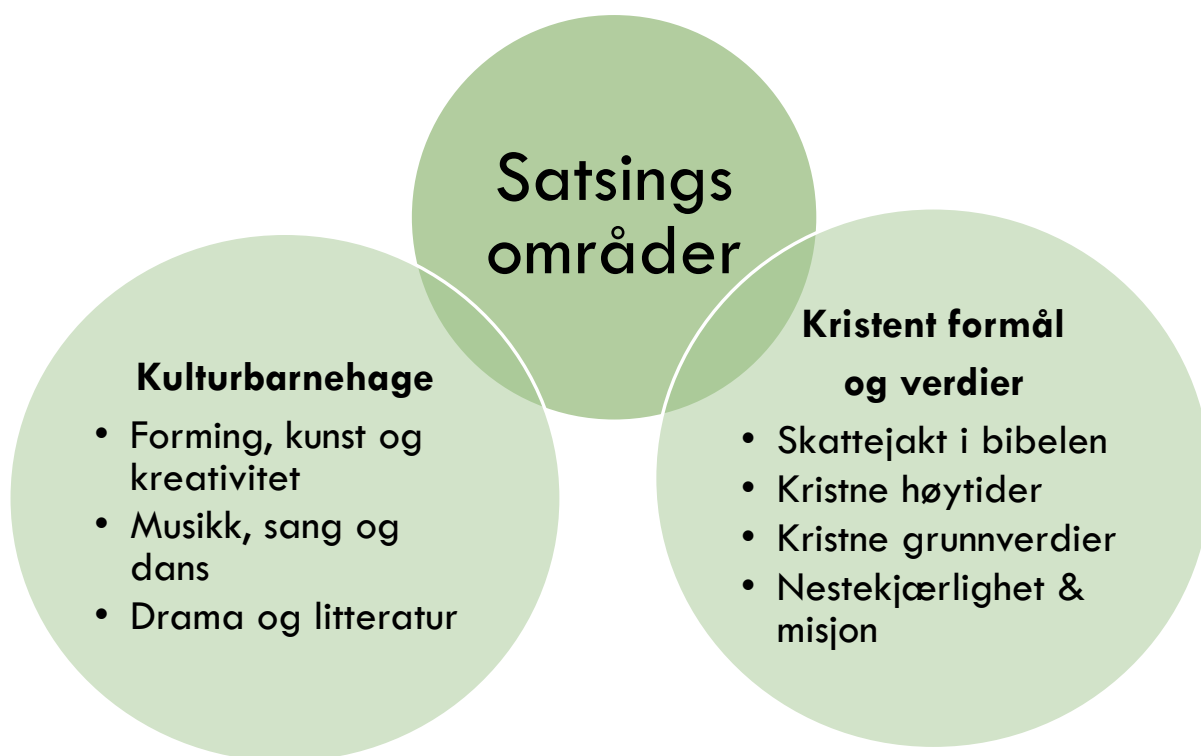 Satsings
områder
Kulturbarnehage
• Forming, kunst og
kreativitet
• Musikk, sang og
dans
• Drama og litteratur
Kristent formål
og verdier
• Skattejakt i bibelen
• Kristne høytider
• Kristne grunnverdier
• Nestekjærlighet &
misjon